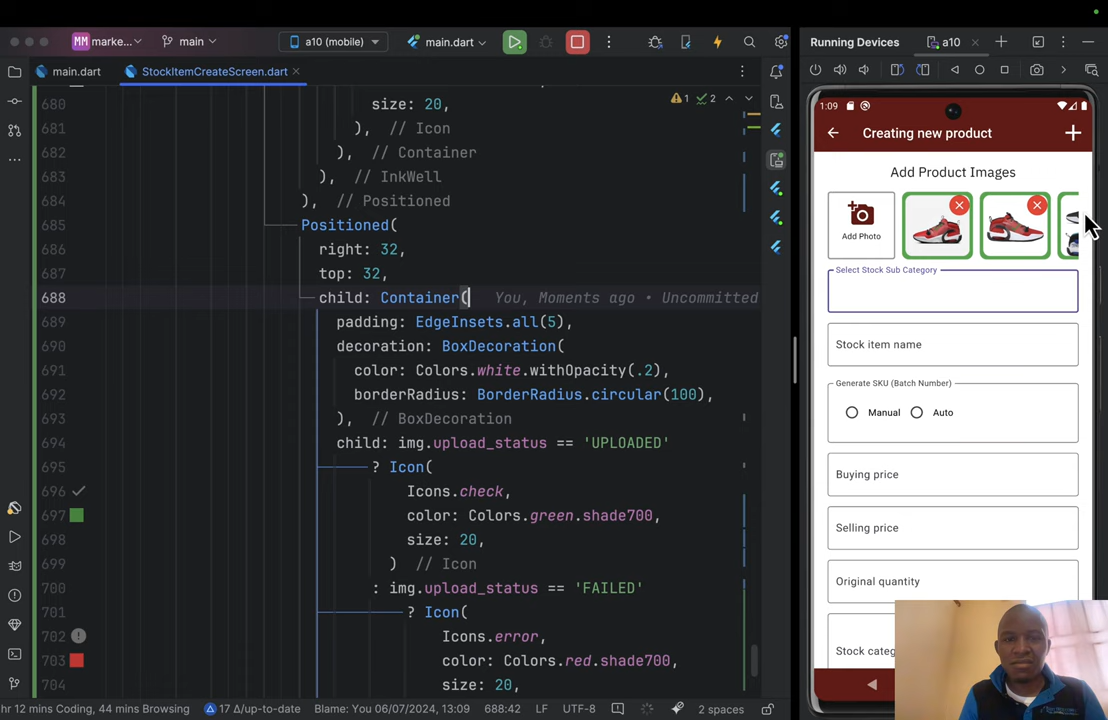 MM marke... main a10 (mobile) main.dart
main.dart StockItemCreateScreen.dart
680 size: 20,
681 ), // Icon
682 ), // Container
683 ), // InkWell
684 ), // Positioned
685 Positioned(
686 right: 32,
687 top: 32,
688 child: Container( You, Moments ago • Uncommitted
689 padding: EdgeInsets.all(5),
690 decoration: BoxDecoration(
691 color: Colors.white.withOpacity(.2),
692 borderRadius: BorderRadius.circular(100),
693 ), // BoxDecoration
694 child: img.upload_status == 'UPLOADED'
695 ? Icon(
696 Icons.check,
697 color: Colors.green.shade700,
698 size: 20,
699 ) // Icon
700 : img.upload_status == 'FAILED'
701 ? Icon(
702 Icons.error,
703 color: Colors.red.shade700,
704 size: 20,
1
2
hr 12 mins Coding, 44 mins Browsing 17 Δ/up-to-date Blame: You 06/07/2024, 13:09 688:42 LF UTF-8 2 spaces
Running Devices a10
1:09
Creating new product
Add Product Images
Add Photo
Select Stock Sub Category
Stock item name
Generate SKU (Batch Number)
Manual Auto
Buying price
Selling price
Original quantity
Stock categ